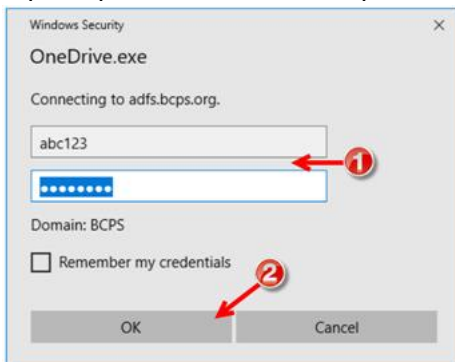 Windows Security
OneDrive.exe
Connecting to adfs.bcps.org.
abc123
1
Domain: BCPS
Remember my credentials
2
OK Cancel